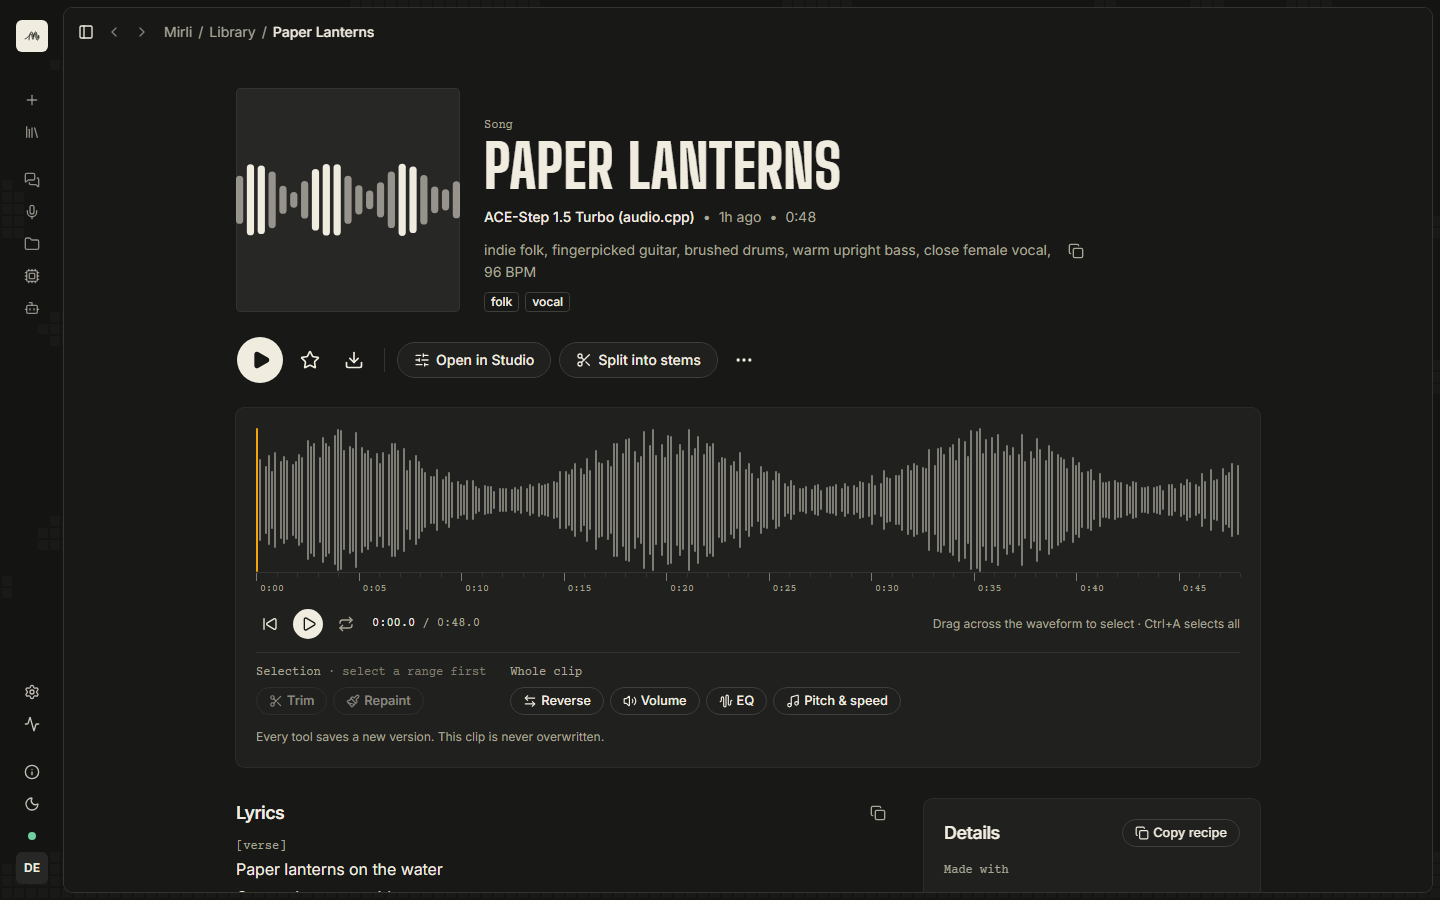 Mirli / Library / Paper Lanterns
Song
PAPER LANTERNS
ACE-Step 1.5 Turbo (audio.cpp) • 1h ago • 0:48
indie folk, fingerpicked guitar, brushed drums, warm upright bass, close female vocal,
96 BPM
folk vocal
Open in Studio Split into stems
0:00 0:05 0:10 0:15 0:20 0:25 0:30 0:35 0:40 0:45
0:00.0 / 0:48.0 Drag across the waveform to select · Ctrl+A selects all
Selection · select a range first Whole clip
Trim Repaint Reverse Volume EQ Pitch & speed
Every tool saves a new version. This clip is never overwritten.
Lyrics
[verse]
Paper lanterns on the water
Details Copy recipe
Made with
DE